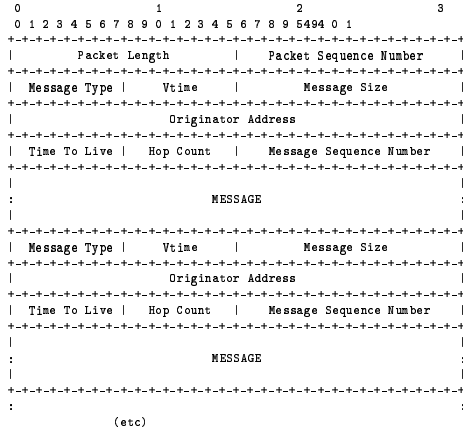 0 1 2 3
0 1 2 3 4 5 6 7 8 9 0 1 2 3 4 5 6 7 8 9 5494 0 1
+-+-+-+-+-+-+-+-+-+-+-+-+-+-+-+-+-+-+-+-+-+-+-+-+-+-+-+-+-+-+-+-+
| Packet Length | Packet Sequence Number |
+-+-+-+-+-+-+-+-+-+-+-+-+-+-+-+-+-+-+-+-+-+-+-+-+-+-+-+-+-+-+-+-+
| Message Type | Vtime | Message Size |
+-+-+-+-+-+-+-+-+-+-+-+-+-+-+-+-+-+-+-+-+-+-+-+-+-+-+-+-+-+-+-+-+
| Originator Address |
+-+-+-+-+-+-+-+-+-+-+-+-+-+-+-+-+-+-+-+-+-+-+-+-+-+-+-+-+-+-+-+-+
| Time To Live | Hop Count | Message Sequence Number |
+-+-+-+-+-+-+-+-+-+-+-+-+-+-+-+-+-+-+-+-+-+-+-+-+-+-+-+-+-+-+-+-+
| |
: MESSAGE :
| |
+-+-+-+-+-+-+-+-+-+-+-+-+-+-+-+-+-+-+-+-+-+-+-+-+-+-+-+-+-+-+-+-+
| Message Type | Vtime | Message Size |
+-+-+-+-+-+-+-+-+-+-+-+-+-+-+-+-+-+-+-+-+-+-+-+-+-+-+-+-+-+-+-+-+
| Originator Address |
+-+-+-+-+-+-+-+-+-+-+-+-+-+-+-+-+-+-+-+-+-+-+-+-+-+-+-+-+-+-+-+-+
| Time To Live | Hop Count | Message Sequence Number |
+-+-+-+-+-+-+-+-+-+-+-+-+-+-+-+-+-+-+-+-+-+-+-+-+-+-+-+-+-+-+-+-+
| |
: MESSAGE :
| |
+-+-+-+-+-+-+-+-+-+-+-+-+-+-+-+-+-+-+-+-+-+-+-+-+-+-+-+-+-+-+-+-+
: :
(etc)